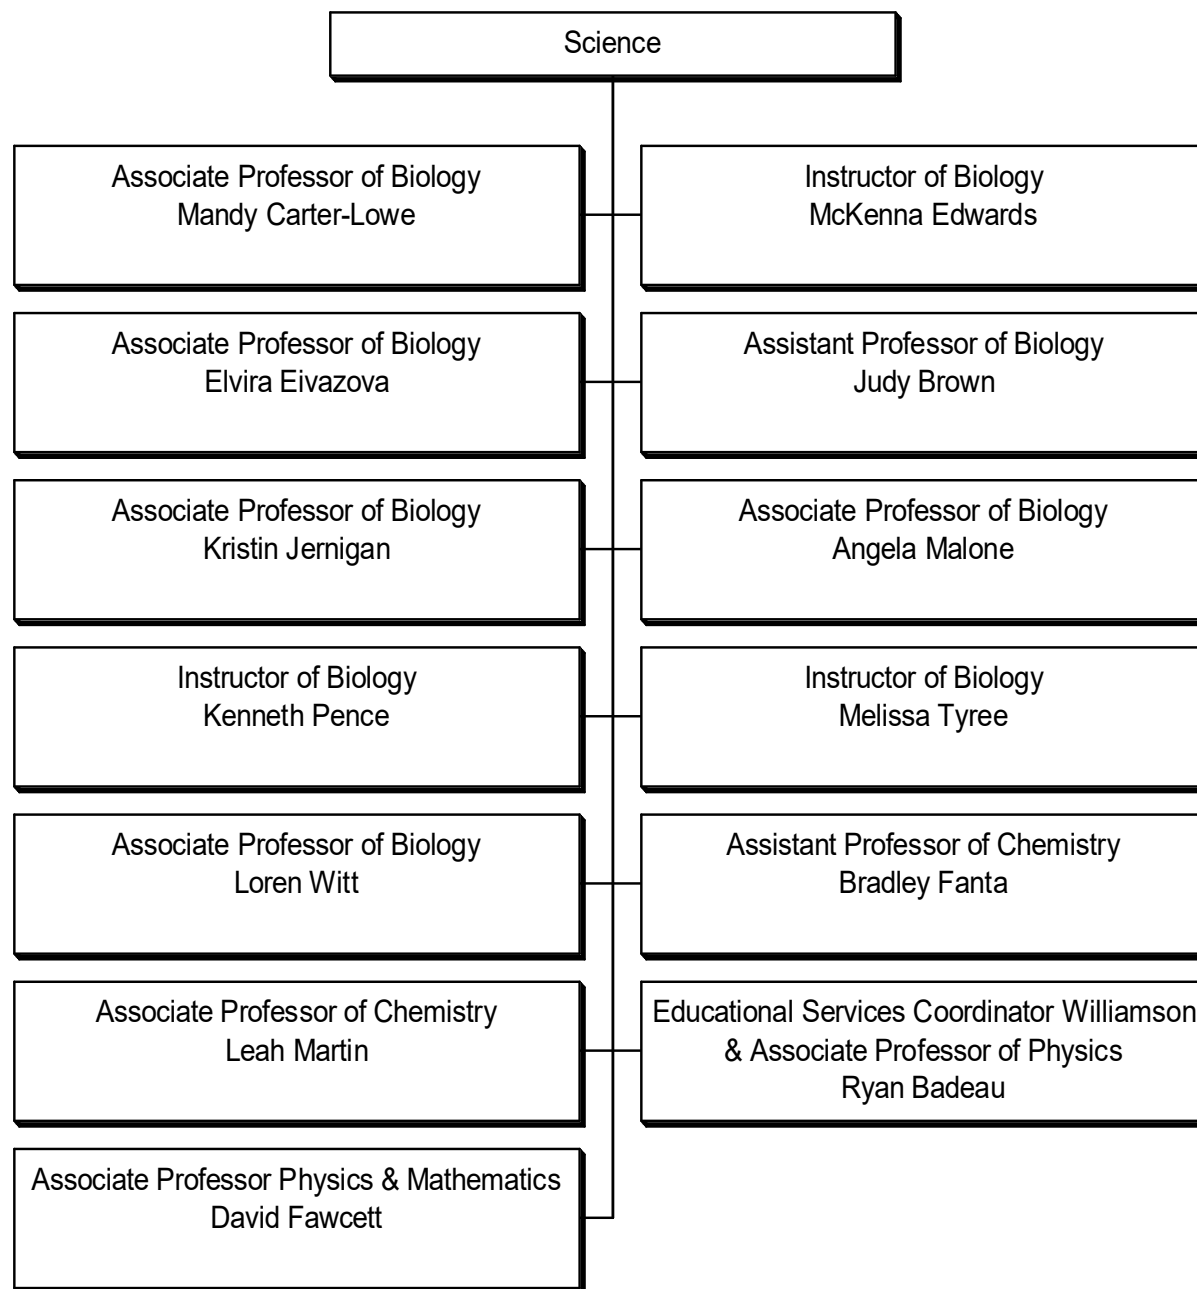 Science
Associate Professor of Biology
Mandy Carter-Lowe
Instructor of Biology
McKenna Edwards
Associate Professor of Biology
Elvira Eivazova
Assistant Professor of Biology
Judy Brown
Associate Professor of Biology
Kristin Jernigan
Associate Professor of Biology
Angela Malone
Instructor of Biology
Kenneth Pence
Instructor of Biology
Melissa Tyree
Associate Professor of Biology
Loren Witt
Assistant Professor of Chemistry
Bradley Fanta
Associate Professor of Chemistry
Leah Martin
Educational Services Coordinator Williamson
& Associate Professor of Physics
Ryan Badeau
Associate Professor Physics & Mathematics
David Fawcett